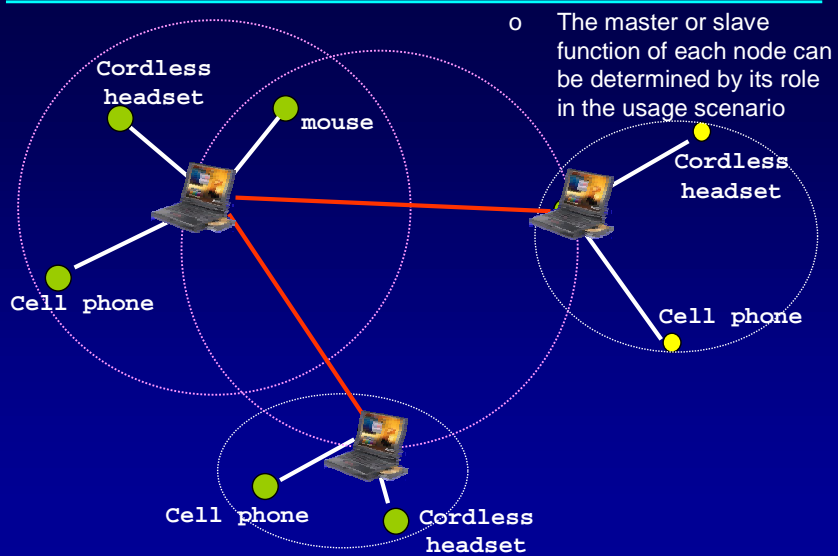 o The master or slave
function of each node can
be determined by its role
in the usage scenario
Cordless
headset
mouse
Cell phone
Cordless
headset
Cell phone
Cell phone
Cordless
headset